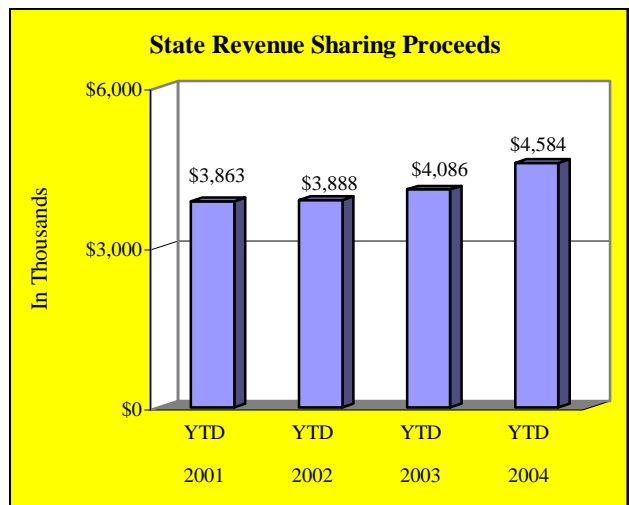 State Revenue Sharing Proceeds
$6,000
$3,000
$0
In Thousands
$3,863
$3,888
$4,086
$4,584
YTD YTD YTD YTD
2001 2002 2003 2004